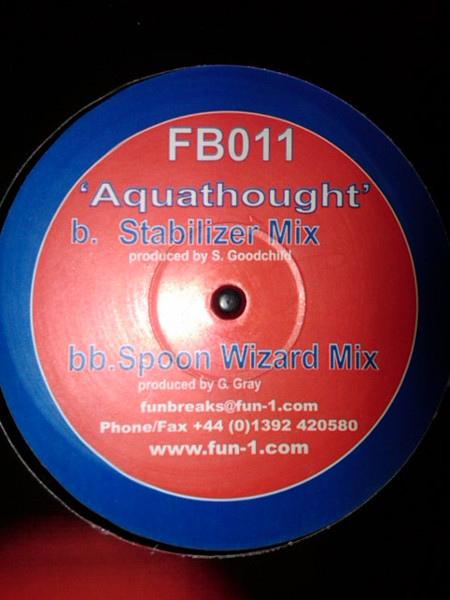 FB011
‘Aquathought’
b. Stabilizer Mix
produced by S. Goodchild
bb.Spoon Wizard Mix
produced by G. Gray
funbreaks@fun-1.com
Phone/Fax +44 (0)1392 420580
www.fun-1.com